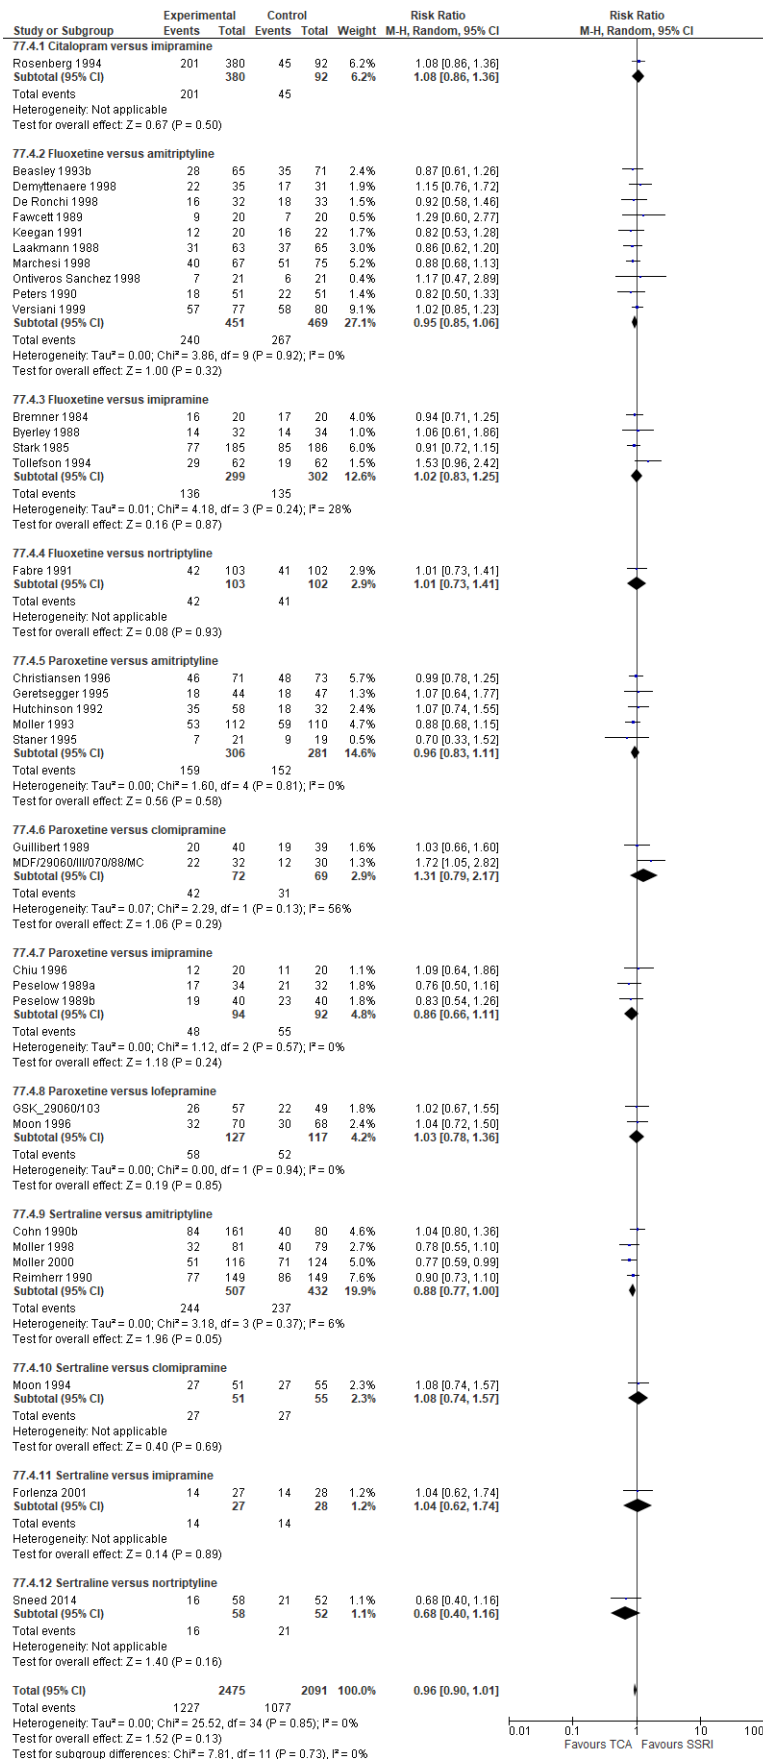 Experimental Control Risk Ratio Risk Ratio
Study or Subgroup Events Total Events Total Weight M-H, Random, 95% CI M-H, Random, 95% CI
77.4.1 Citalopram versus imipramine
Rosenberg 1994 201 380 45 92 6.2% 1.08 [0.86, 1.36]
Subtotal (95% CI) 380 92 6.2% 1.08 [0.86, 1.36]
Total events 201 45
Heterogeneity: Not applicable
Test for overall effect: Z = 0.67 (P = 0.50)
77.4.2 Fluoxetine versus amitriptyline
Beasley 1993b 28 65 35 71 2.4% 0.87 [0.61, 1.26]
Demyttenaere 1998 22 35 17 31 1.9% 1.15 [0.76, 1.72]
De Ronchi 1998 16 32 18 33 1.5% 0.92 [0.58, 1.46]
Fawcett 1989 9 20 7 20 0.5% 1.29 [0.60, 2.77]
Keegan 1991 12 20 16 22 1.8% 0.82 [0.53, 1.28]
Laakmann 1988 31 63 37 65 2.8% 0.86 [0.62, 1.20]
Marchesi 1998 40 67 51 75 5.2% 0.88 [0.68, 1.13]
Ontiveros Sanchez 1998 7 21 6 21 0.4% 1.17 [0.47, 2.89]
Peters 1990 18 51 22 51 1.2% 0.82 [0.50, 1.33]
Versiani 1999 57 77 58 80 9.1% 1.02 [0.85, 1.23]
Subtotal (95% CI) 451 469 27.1% 0.95 [0.85, 1.06]
Total events 240 267
Heterogeneity: Tau² = 0.00; Chi² = 3.86, df = 9 (P = 0.92); I² = 0%
Test for overall effect: Z = 1.00 (P = 0.32)
77.4.3 Fluoxetine versus imipramine
Bremner 1984 16 20 17 20 4.0% 0.94 [0.71, 1.25]
Byerley 1988 14 32 14 34 1.0% 1.06 [0.61, 1.86]
Stark 1985 77 185 85 186 6.0% 0.91 [0.72, 1.15]
Tollefson 1994 29 62 19 62 1.5% 1.53 [0.96, 2.42]
Subtotal (95% CI) 299 302 12.6% 1.02 [0.83, 1.25]
Total events 136 135
Heterogeneity: Tau² = 0.01; Chi² = 4.18, df = 3 (P = 0.24); I² = 28%
Test for overall effect: Z = 0.16 (P = 0.87)
77.4.4 Fluoxetine versus nortriptyline
Fabre 1991 42 103 41 102 2.9% 1.01 [0.73, 1.41]
Subtotal (95% CI) 103 102 2.9% 1.01 [0.73, 1.41]
Total events 42 41
Heterogeneity: Not applicable
Test for overall effect: Z = 0.08 (P = 0.93)
77.4.5 Paroxetine versus amitriptyline
Christiansen 1996 46 71 48 73 5.7% 0.99 [0.78, 1.25]
Geretsegger 1995 18 44 18 47 1.3% 1.07 [0.64, 1.77]
Hutchinson 1992 35 58 18 32 2.4% 1.07 [0.74, 1.55]
Moller 1993 53 112 59 110 4.7% 0.88 [0.68, 1.15]
Staner 1995 7 21 9 19 0.5% 0.70 [0.33, 1.52]
Subtotal (95% CI) 306 281 14.6% 0.96 [0.83, 1.11]
Total events 159 152
Heterogeneity: Tau² = 0.00; Chi² = 1.60, df = 4 (P = 0.81); I² = 0%
Test for overall effect: Z = 0.56 (P = 0.58)
77.4.6 Paroxetine versus clomipramine
Guillibert 1989 20 40 19 39 1.6% 1.03 [0.66, 1.60]
MDF/29060/III/070/88/MC 22 32 12 30 1.3% 1.72 [1.05, 2.82]
Subtotal (95% CI) 72 69 2.9% 1.31 [0.79, 2.17]
Total events 42 31
Heterogeneity: Tau² = 0.07; Chi² = 2.29, df = 1 (P = 0.13); I² = 56%
Test for overall effect: Z = 1.06 (P = 0.29)
77.4.7 Paroxetine versus imipramine
Chiu 1996 12 20 11 20 1.1% 1.09 [0.64, 1.86]
Peselow 1989a 17 34 21 32 1.8% 0.76 [0.50, 1.16]
Peselow 1989b 19 40 23 40 1.8% 0.83 [0.54, 1.26]
Subtotal (95% CI) 94 92 4.8% 0.86 [0.66, 1.11]
Total events 48 55
Heterogeneity: Tau² = 0.00; Chi² = 1.12, df = 2 (P = 0.57); I² = 0%
Test for overall effect: Z = 1.18 (P = 0.24)
77.4.8 Paroxetine versus lofepramine
GSK_29060/103 26 57 22 49 1.8% 1.02 [0.67, 1.55]
Moon 1996 32 70 30 68 2.4% 1.04 [0.72, 1.50]
Subtotal (95% CI) 127 117 4.2% 1.03 [0.78, 1.36]
Total events 58 52
Heterogeneity: Tau² = 0.00; Chi² = 0.00, df = 1 (P = 0.94); I² = 0%
Test for overall effect: Z = 0.19 (P = 0.85)
77.4.9 Sertraline versus amitriptyline
Cohn 1990b 84 161 40 80 4.6% 1.04 [0.80, 1.36]
Moller 1998 32 81 40 79 2.7% 0.78 [0.55, 1.10]
Moller 2000 51 116 71 124 5.0% 0.77 [0.59, 0.99]
Reimherr 1990 77 149 86 149 7.6% 0.90 [0.73, 1.10]
Subtotal (95% CI) 507 432 19.9% 0.88 [0.77, 1.00]
Total events 244 237
Heterogeneity: Tau² = 0.00; Chi² = 3.18, df = 3 (P = 0.37); I² = 6%
Test for overall effect: Z = 1.96 (P = 0.05)
77.4.10 Sertraline versus clomipramine
Moon 1994 27 51 27 55 2.3% 1.08 [0.74, 1.57]
Subtotal (95% CI) 51 55 2.3% 1.08 [0.74, 1.57]
Total events 27 27
Heterogeneity: Not applicable
Test for overall effect: Z = 0.40 (P = 0.69)
77.4.11 Sertraline versus imipramine
Forlenza 2001 14 27 14 28 1.2% 1.04 [0.62, 1.74]
Subtotal (95% CI) 27 28 1.2% 1.04 [0.62, 1.74]
Total events 14 14
Heterogeneity: Not applicable
Test for overall effect: Z = 0.14 (P = 0.89)
77.4.12 Sertraline versus nortriptyline
Sneed 2014 16 58 21 52 1.1% 0.68 [0.40, 1.16]
Subtotal (95% CI) 58 52 1.1% 0.68 [0.40, 1.16]
Total events 16 21
Heterogeneity: Not applicable
Test for overall effect: Z = 1.40 (P = 0.16)
Total (95% CI) 2475 2091 100.0% 0.96 [0.90, 1.01]
Total events 1227 1077
Heterogeneity: Tau² = 0.00; Chi² = 25.52, df = 34 (P = 0.85); I² = 0%
Test for overall effect: Z = 1.52 (P = 0.13)
Test for subgroup differences: Chi² = 7.81, df = 11 (P = 0.73), I² = 0%
0.01 0.1 1 10 100
Favours TCA Favours SSRI